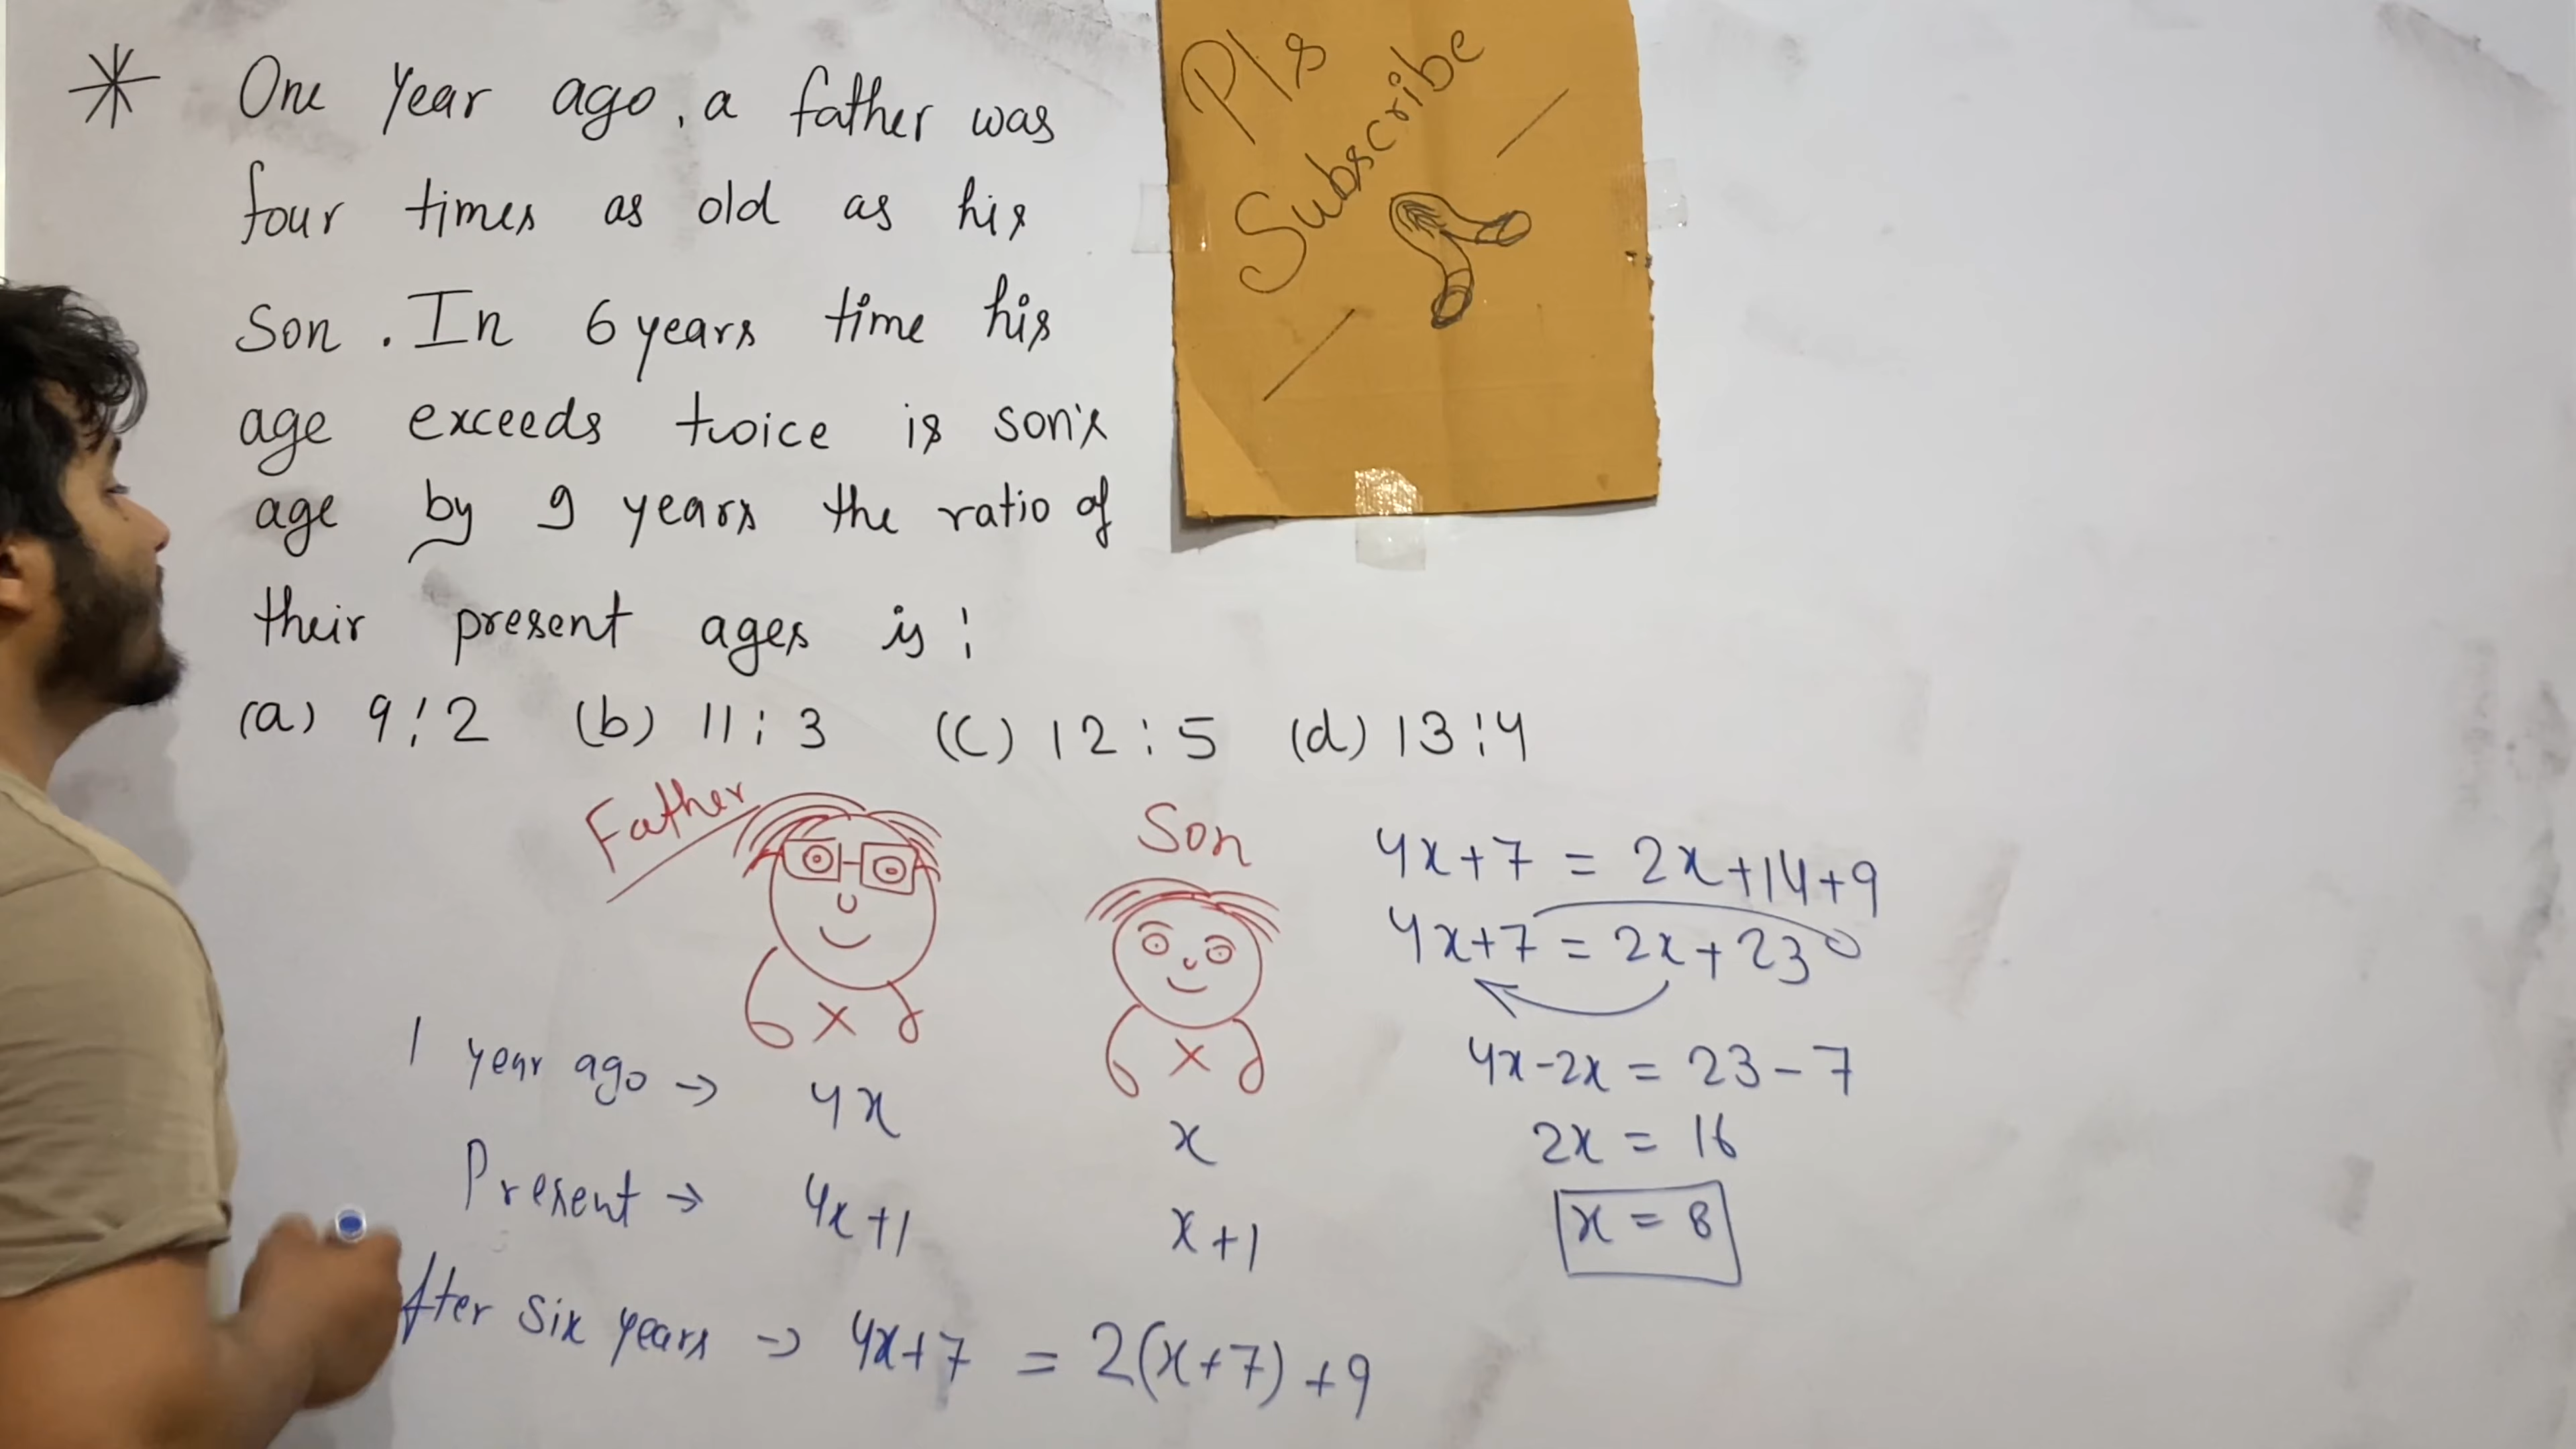 One Year ago, a father was
four times as old as his
Son. In 6 years time his
age exceeds twice is son's
age by 9 years the ratio of
their present ages is:
(a) 9:2 (b) 11:3 (C) 12:5 (d) 13:4
Pls
Subscribe
Father
Son
1 year ago → 4x x
Present → 4x+1 x+1
After Six years → 4x+7 = 2(x+7)+9
4x+7 = 2x+14+9
4x+7 = 2x+23
4x-2x = 23-7
2x = 16
x = 8